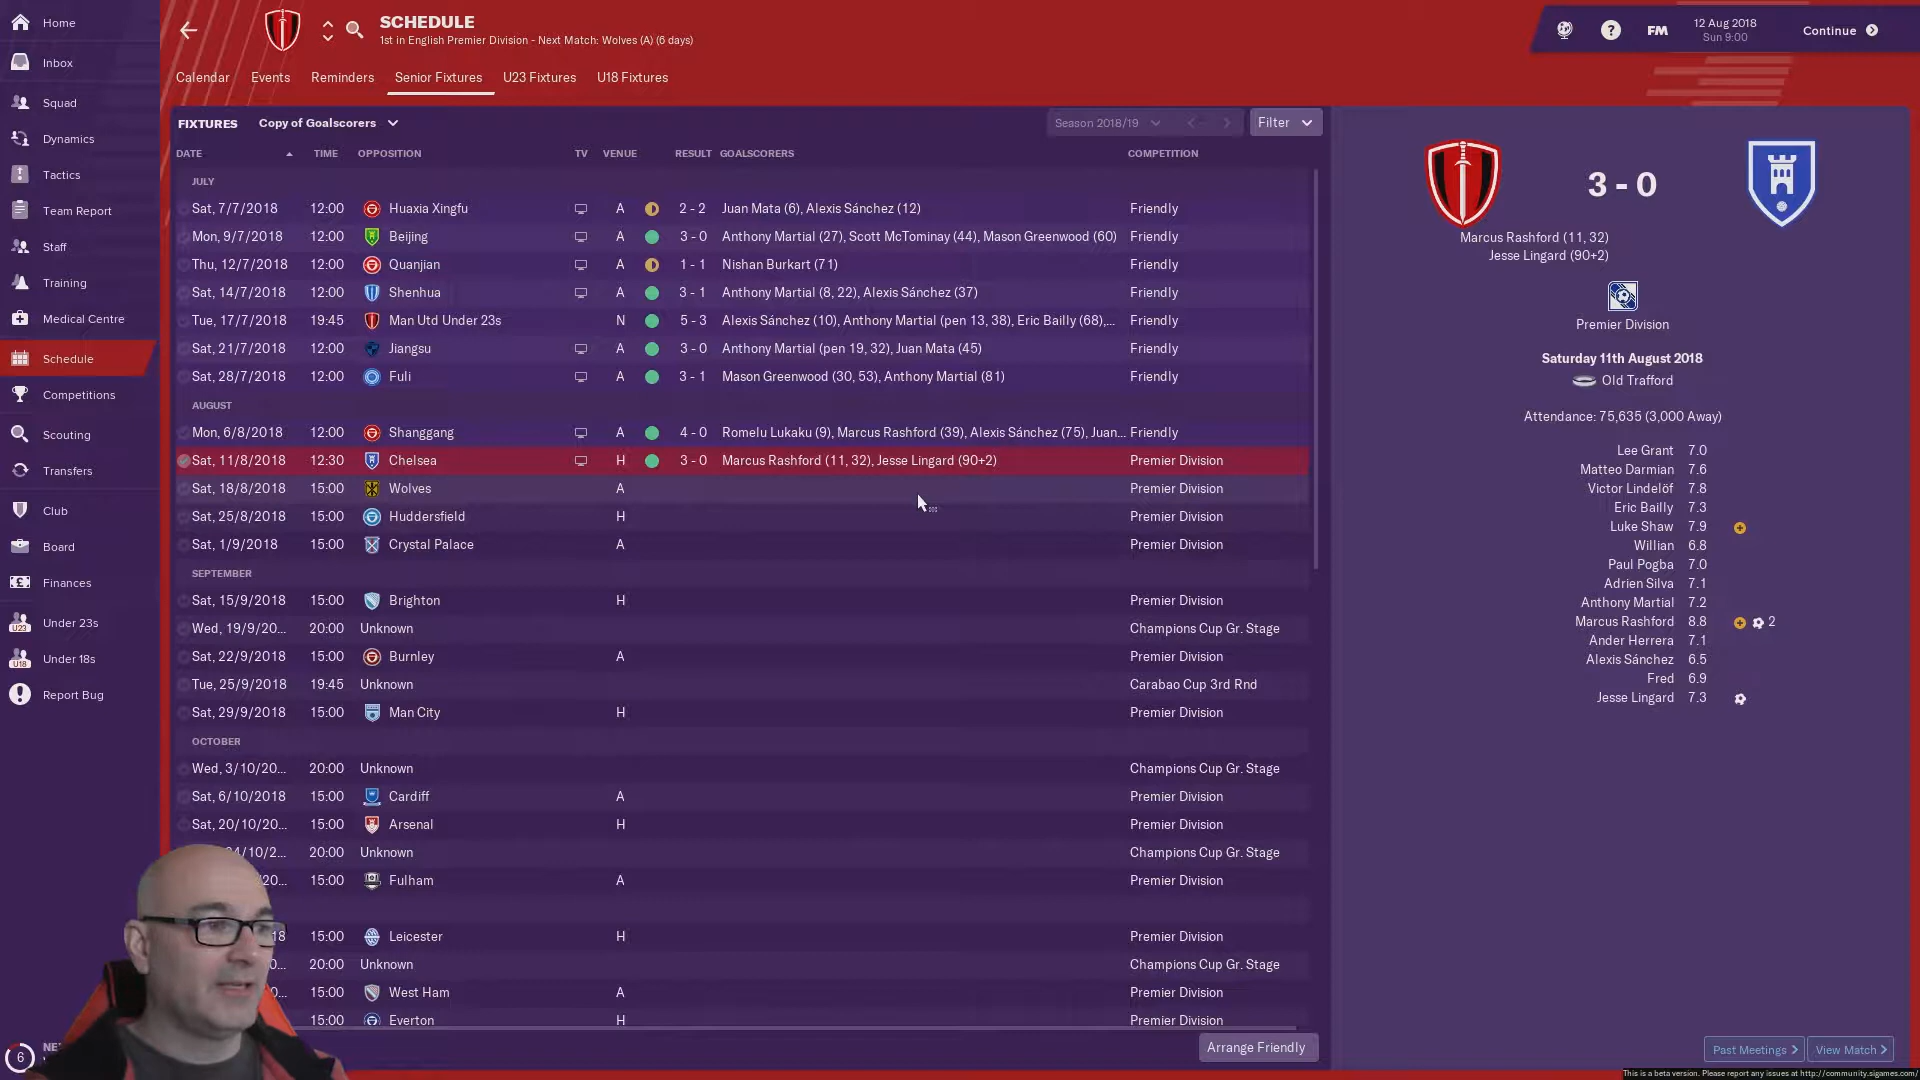 Home
Inbox
Squad
Dynamics
Tactics
Team Report
Staff
Training
Medical Centre
Schedule
Competitions
Scouting
Transfers
Club
Board
Finances
U23 Under 23s
U18 Under 18s
Report Bug
6
SCHEDULE
1st in English Premier Division - Next Match: Wolves (A) (6 days)
FM
12 Aug 2018
Sun 9:00
Continue
Calendar Events Reminders Senior Fixtures U23 Fixtures U18 Fixtures
FIXTURES Copy of Goalscorers Season 2018/19 Filter
DATE TIME OPPOSITION TV VENUE RESULT GOALSCORERS COMPETITION
JULY
Sat, 7/7/2018 12:00 Huaxia Xingfu A 2 - 2 Juan Mata (6), Alexis Sánchez (12) Friendly
Mon, 9/7/2018 12:00 Beijing A 3 - 0 Anthony Martial (27), Scott McTominay (44), Mason Greenwood (60) Friendly
Thu, 12/7/2018 12:00 Quanjian A 1 - 1 Nishan Burkart (71) Friendly
Sat, 14/7/2018 12:00 Shenhua A 3 - 1 Anthony Martial (8, 22), Alexis Sánchez (37) Friendly
Tue, 17/7/2018 19:45 Man Utd Under 23s N 5 - 3 Alexis Sánchez (10), Anthony Martial (pen 13, 38), Eric Bailly (68),... Friendly
Sat, 21/7/2018 12:00 Jiangsu A 3 - 0 Anthony Martial (pen 19, 32), Juan Mata (45) Friendly
Sat, 28/7/2018 12:00 Fuli A 3 - 1 Mason Greenwood (30, 53), Anthony Martial (81) Friendly
AUGUST
Mon, 6/8/2018 12:00 Shanggang A 4 - 0 Romelu Lukaku (9), Marcus Rashford (39), Alexis Sánchez (75), Juan... Friendly
Sat, 11/8/2018 12:30 Chelsea H 3 - 0 Marcus Rashford (11, 32), Jesse Lingard (90+2) Premier Division
Sat, 18/8/2018 15:00 Wolves A Premier Division
Sat, 25/8/2018 15:00 Huddersfield H Premier Division
Sat, 1/9/2018 15:00 Crystal Palace A Premier Division
SEPTEMBER
Sat, 15/9/2018 15:00 Brighton H Premier Division
Wed, 19/9/20... 20:00 Unknown Champions Cup Gr. Stage
Sat, 22/9/2018 15:00 Burnley A Premier Division
Tue, 25/9/2018 19:45 Unknown Carabao Cup 3rd Rnd
Sat, 29/9/2018 15:00 Man City H Premier Division
OCTOBER
Wed, 3/10/20... 20:00 Unknown Champions Cup Gr. Stage
Sat, 6/10/2018 15:00 Cardiff A Premier Division
Sat, 20/10/20... 15:00 Arsenal H Premier Division
4/10/2... 20:00 Unknown Champions Cup Gr. Stage
20... 15:00 Fulham A Premier Division
18 15:00 Leicester H Premier Division
0... 20:00 Unknown Champions Cup Gr. Stage
0... 15:00 West Ham A Premier Division
15:00 Everton H Premier Division
Arrange Friendly
3 - 0
Marcus Rashford (11, 32)
Jesse Lingard (90+2)
Premier Division
Saturday 11th August 2018
Old Trafford
Attendance: 75,635 (3,000 Away)
Lee Grant 7.0
Matteo Darmian 7.6
Victor Lindelöf 7.8
Eric Bailly 7.3
Luke Shaw 7.9
Willian 6.8
Paul Pogba 7.0
Adrien Silva 7.1
Anthony Martial 7.2
Marcus Rashford 8.8 2
Ander Herrera 7.1
Alexis Sánchez 6.5
Fred 6.9
Jesse Lingard 7.3
Past Meetings View Match
This is a beta version. Please report any issues at http://community.sigames.com/